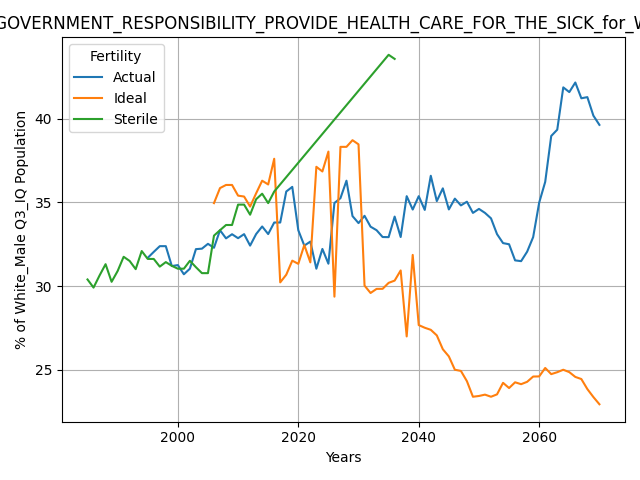 GOVERNMENT_RESPONSIBILITY_PROVIDE_HEALTH_CARE_FOR_THE_SICK_for_W
Fertility
Actual
Ideal
Sterile
% of White_Male Q3_IQ Population
40
35
30
25
2000
2020
2040
2060
Years